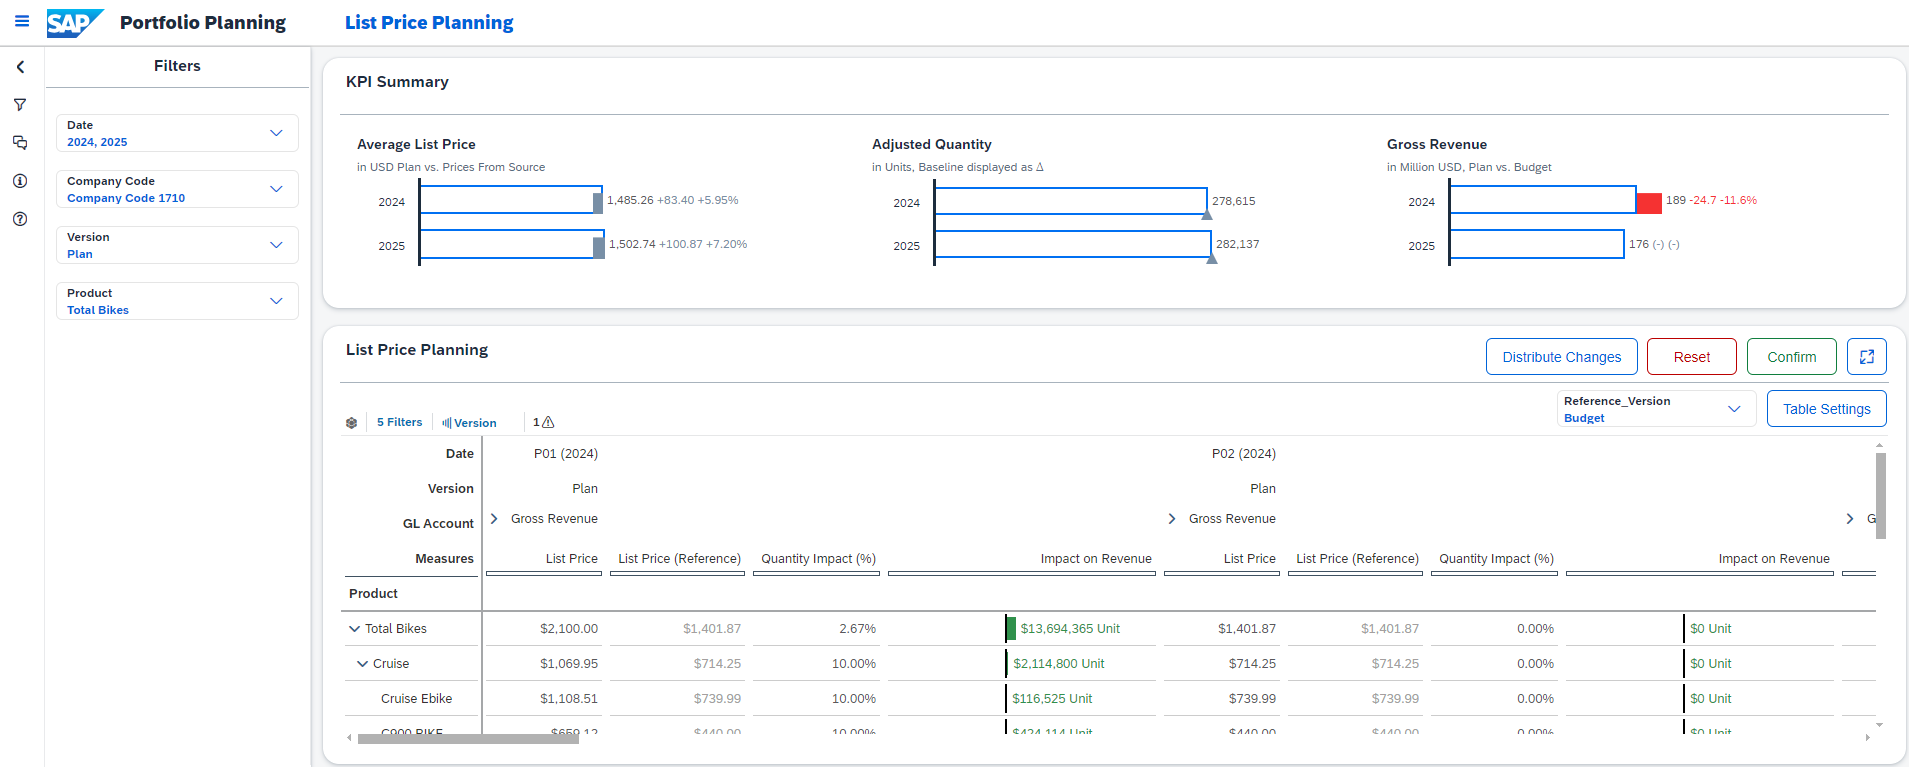 SAP Portfolio Planning List Price Planning
Filters
Date
2024, 2025
Company Code
Company Code 1710
Version
Plan
Product
Total Bikes
KPI Summary
Average List Price
in USD Plan vs. Prices From Source
2024 1,485.26 +83.40 +5.95%
2025 1,502.74 +100.87 +7.20%
Adjusted Quantity
in Units, Baseline displayed as Δ
2024 278,615
2025 282,137
Gross Revenue
in Million USD, Plan vs. Budget
2024 189 -24.7 -11.6%
2025 176 (-) (-)
List Price Planning
Distribute Changes Reset Confirm
Reference_Version
Budget
Table Settings
5 Filters Version 1
Date P01 (2024) P02 (2024)
Version Plan Plan
GL Account Gross Revenue Gross Revenue G
Measures List Price List Price (Reference) Quantity Impact (%) Impact on Revenue List Price List Price (Reference) Quantity Impact (%) Impact on Revenue
Product
Total Bikes $2,100.00 $1,401.87 2.67% $13,694,365 Unit $1,401.87 $1,401.87 0.00% $0 Unit
Cruise $1,069.95 $714.25 10.00% $2,114,800 Unit $714.25 $714.25 0.00% $0 Unit
Cruise Ebike $1,108.51 $739.99 10.00% $116,525 Unit $739.99 $739.99 0.00% $0 Unit
C900 BIKE $659.12 $440.00 10.00% $424,114 Unit $440.00 $440.00 0.00% $0 Unit